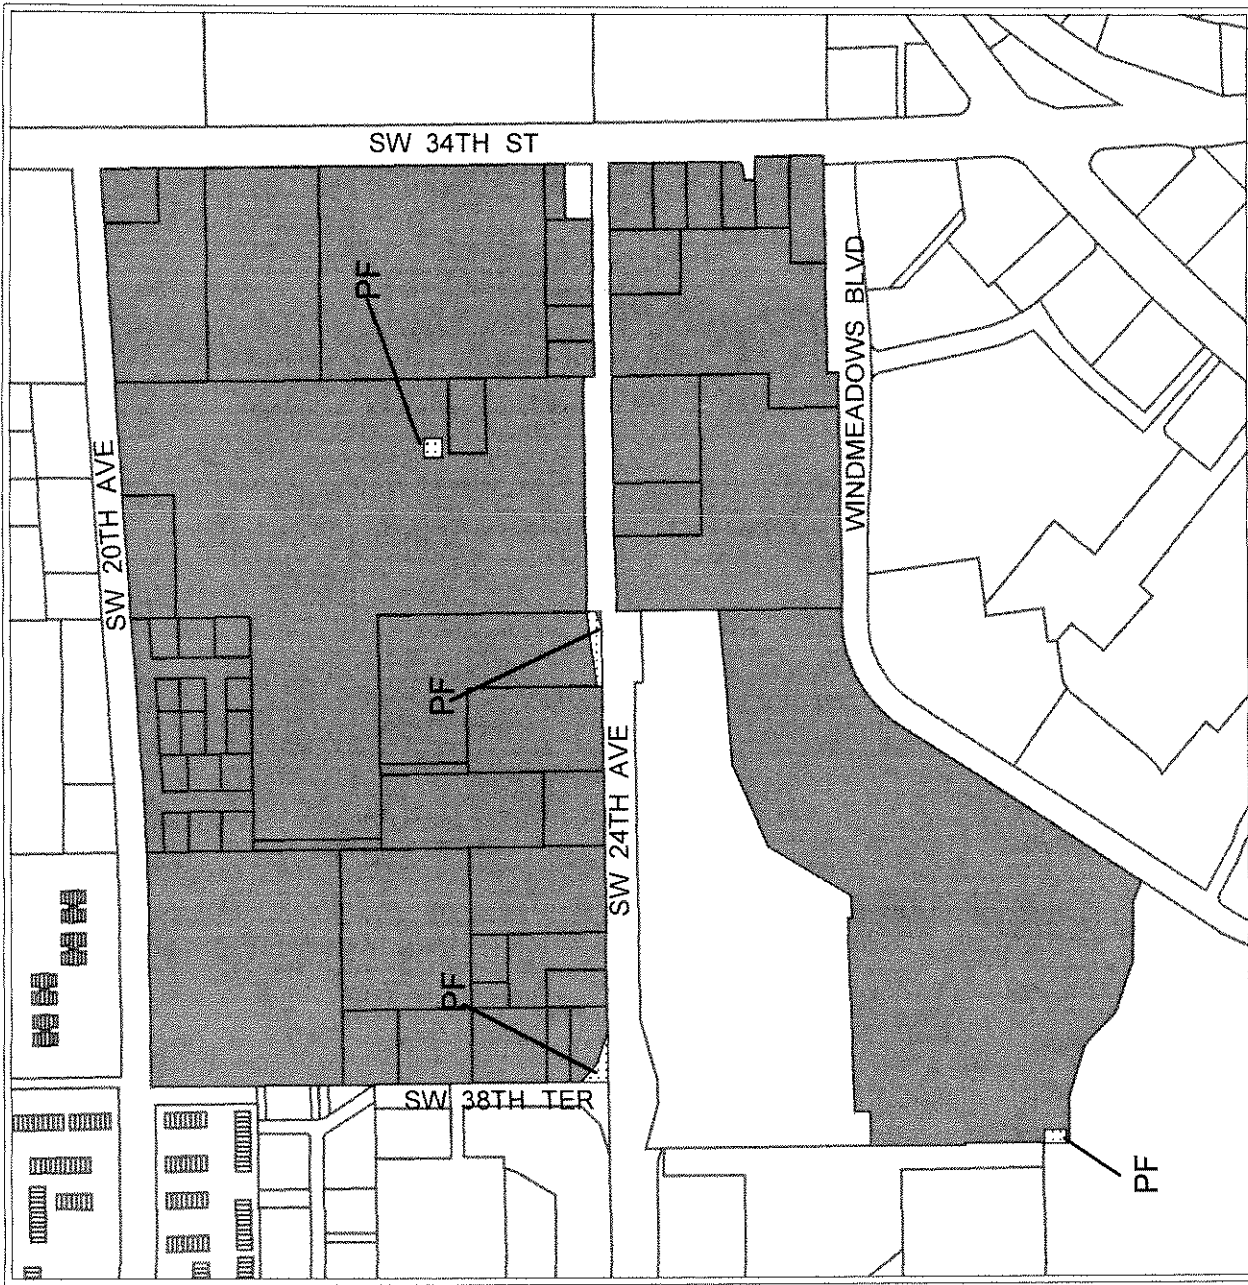 SW 34TH ST
PF
WINDMEADOWS BLVD
SW 20TH AVE
PF
SW 24TH AVE
PF
SW 38TH TER
PF